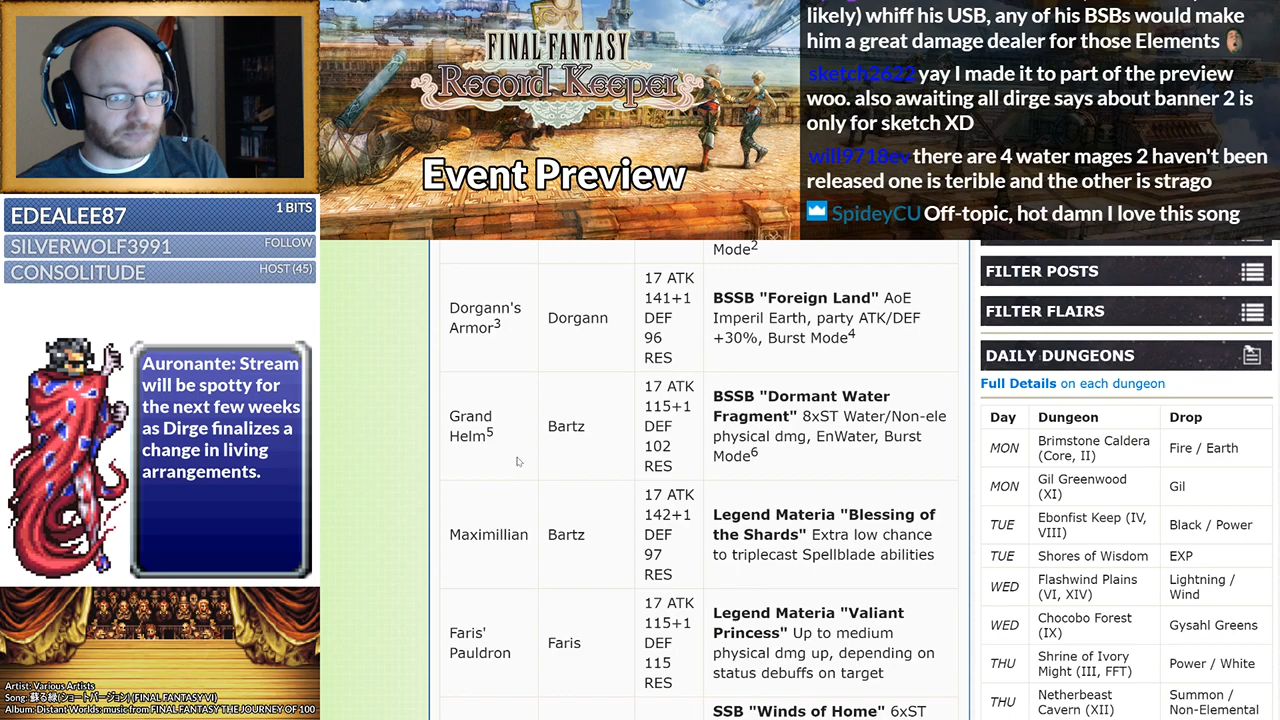 likely) whiff his USB, any of his BSBs would make
him a great damage dealer for those Elements
sketch2622 yay I made it to part of the preview
woo. also awaiting all dirge says about banner 2 is
only for sketch XD
will9718ev there are 4 water mages 2 haven't been
released one is terible and the other is strago
SpideyCU Off-topic, hot damn I love this song
FINAL FANTASY
Record Keeper
Event Preview
EDEALEE87 1 BITS
SILVERWOLF3991 FOLLOW
CONSOLITUDE HOST (45)
Auronante: Stream
will be spotty for
the next few weeks
as Dirge finalizes a
change in living
arrangements.
Artist: Various Artists
Song: 蘇る緑(ショートバージョン) (FINAL FANTASY VI)
Album: Distant Worlds: music from FINAL FANTASY THE JOURNEY OF 100
Mode2
Dorgann's
Armor3
Dorgann
17 ATK
141+1
DEF
96
RES
BSSB "Foreign Land" AoE
Imperil Earth, party ATK/DEF
+30%, Burst Mode4
Grand
Helm5
Bartz
17 ATK
115+1
DEF
102
RES
BSSB "Dormant Water
Fragment" 8xST Water/Non-ele
physical dmg, EnWater, Burst
Mode6
Maximillian
Bartz
17 ATK
142+1
DEF
97
RES
Legend Materia "Blessing of
the Shards" Extra low chance
to triplecast Spellblade abilities
Faris'
Pauldron
Faris
17 ATK
115+1
DEF
115
RES
Legend Materia "Valiant
Princess" Up to medium
physical dmg up, depending on
status debuffs on target
SSB "Winds of Home" 6xST
FILTER POSTS
FILTER FLAIRS
DAILY DUNGEONS
Full Details on each dungeon
Day Dungeon Drop
MON Brimstone Caldera (Core, II) Fire / Earth
MON Gil Greenwood (XI) Gil
TUE Ebonfist Keep (IV, VIII) Black / Power
TUE Shores of Wisdom EXP
WED Flashwind Plains (VI, XIV) Lightning / Wind
WED Chocobo Forest (IX) Gysahl Greens
THU Shrine of Ivory Might (III, FFT) Power / White
THU Netherbeast Cavern (XII) Summon / Non-Elemental